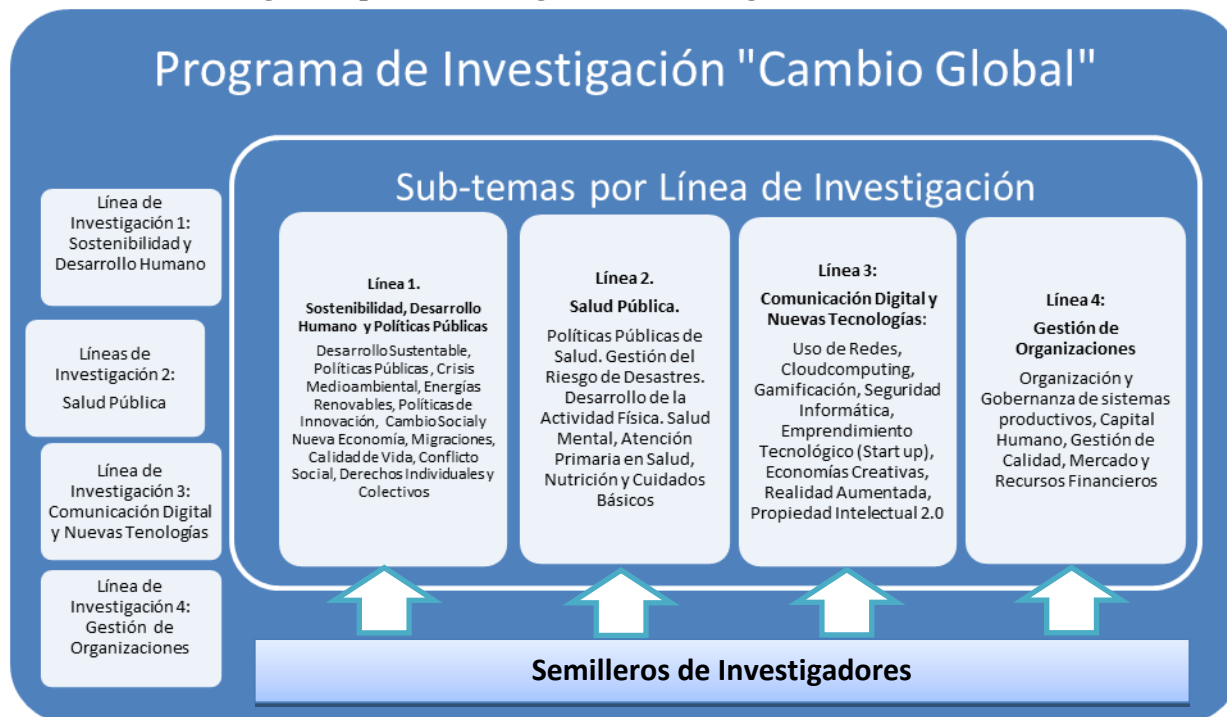 Programa de Investigación "Cambio Global"
Línea de
Investigación 1:
Sostenibilidad y
Desarrollo Humano
Líneas de
Investigación 2:
Salud Pública
Línea de
Investigación 3:
Comunicación Digital
y Nuevas Tenologías
Línea de
Investigación 4:
Gestión de
Organizaciones
Sub-temas por Línea de Investigación
Línea 1.
Sostenibilidad, Desarrollo
Humano y Políticas Públicas
Desarrollo Sustentable,
Políticas Públicas, Crisis
Medioambiental, Energías
Renovables, Políticas de
Innovación, Cambio Social y
Nueva Economía, Migraciones,
Calidad de Vida, Conflicto
Social, Derechos Individuales y
Colectivos
Línea 2.
Salud Pública.
Políticas Públicas de
Salud. Gestión del
Riesgo de Desastres.
Desarrollo de la
Actividad Física. Salud
Mental, Atención
Primaria en Salud,
Nutrición y Cuidados
Básicos
Línea 3:
Comunicación Digital y
Nuevas Tecnologías:
Uso de Redes,
Cloudcomputing,
Gamificación, Seguridad
Informática,
Emprendimiento
Tecnológico (Start up),
Economías Creativas,
Realidad Aumentada,
Propiedad Intelectual 2.0
Línea 4:
Gestión de
Organizaciones
Organización y
Gobernanza de sistemas
productivos, Capital
Humano, Gestión de
Calidad, Mercado y
Recursos Financieros
Semilleros de Investigadores